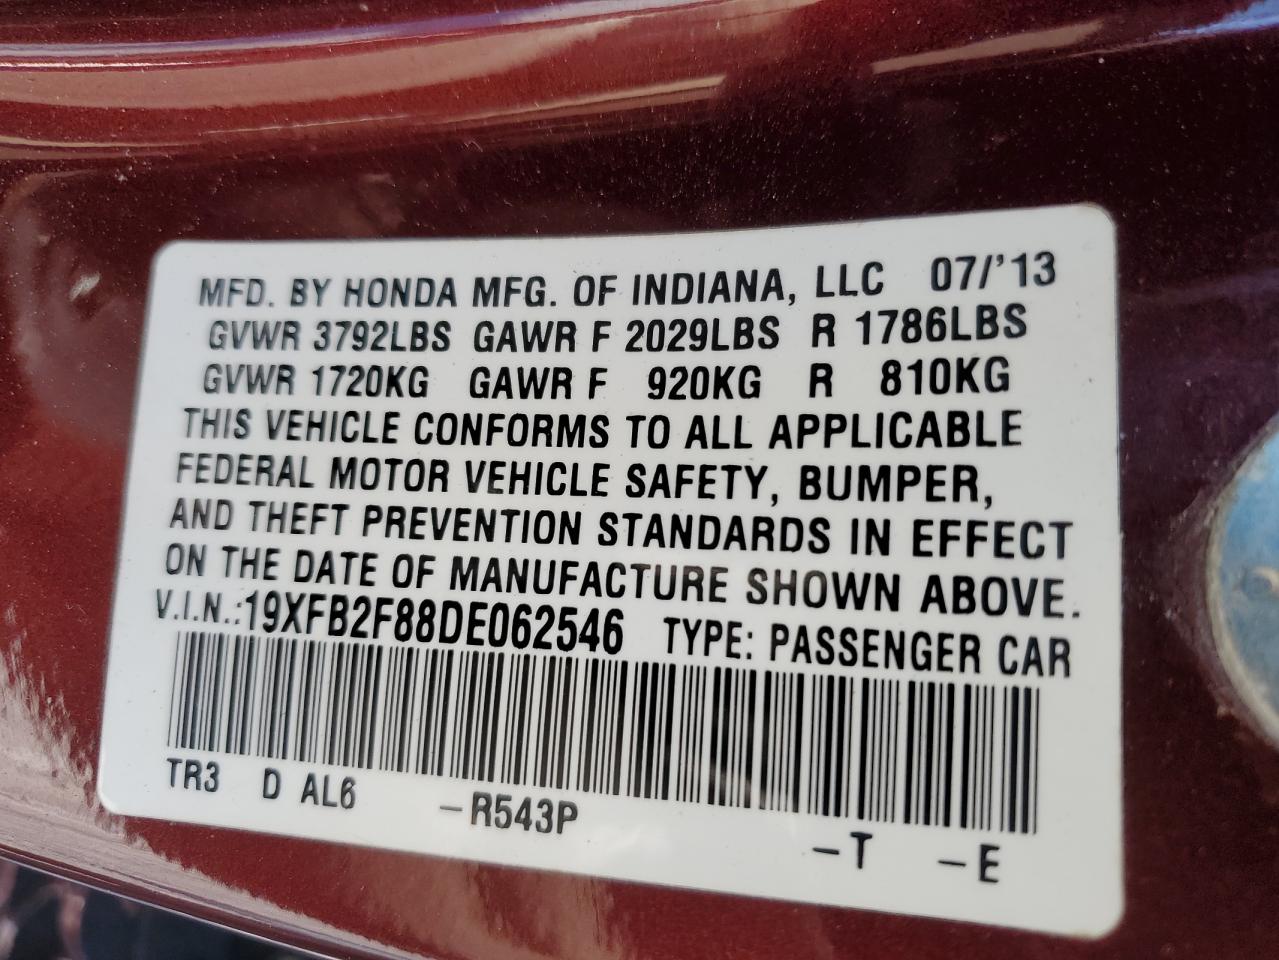 MFD. BY HONDA MFG. OF INDIANA, LLC 07/'13
GVWR 3792LBS GAWR F 2029LBS R 1786LBS
GVWR 1720KG GAWR F 920KG R 810KG
THIS VEHICLE CONFORMS TO ALL APPLICABLE
FEDERAL MOTOR VEHICLE SAFETY, BUMPER,
AND THEFT PREVENTION STANDARDS IN EFFECT
ON THE DATE OF MANUFACTURE SHOWN ABOVE.
V.I.N.:19XFB2F88DE062546 TYPE: PASSENGER CAR
TR3 D AL6 –R543P –T –E